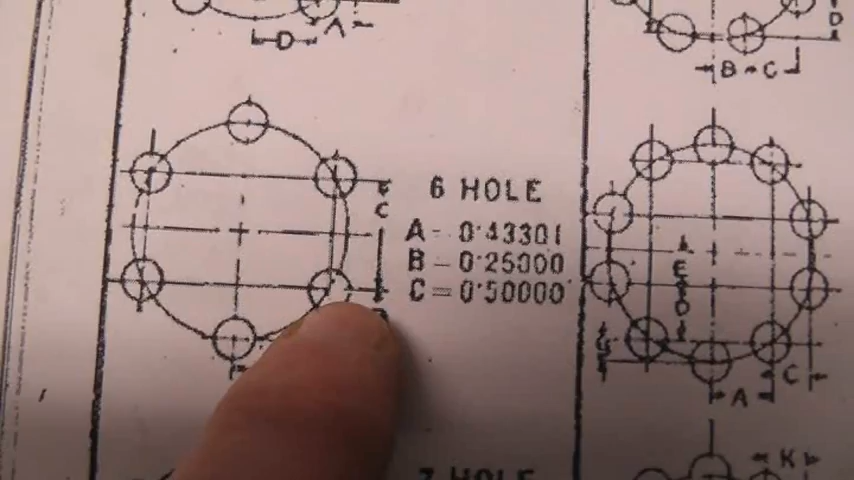 A
D
D
B C
6 HOLE
C
A = 0·43301
B = 0·25000
C = 0·50000
E
D
C
A
K
7 HOLE